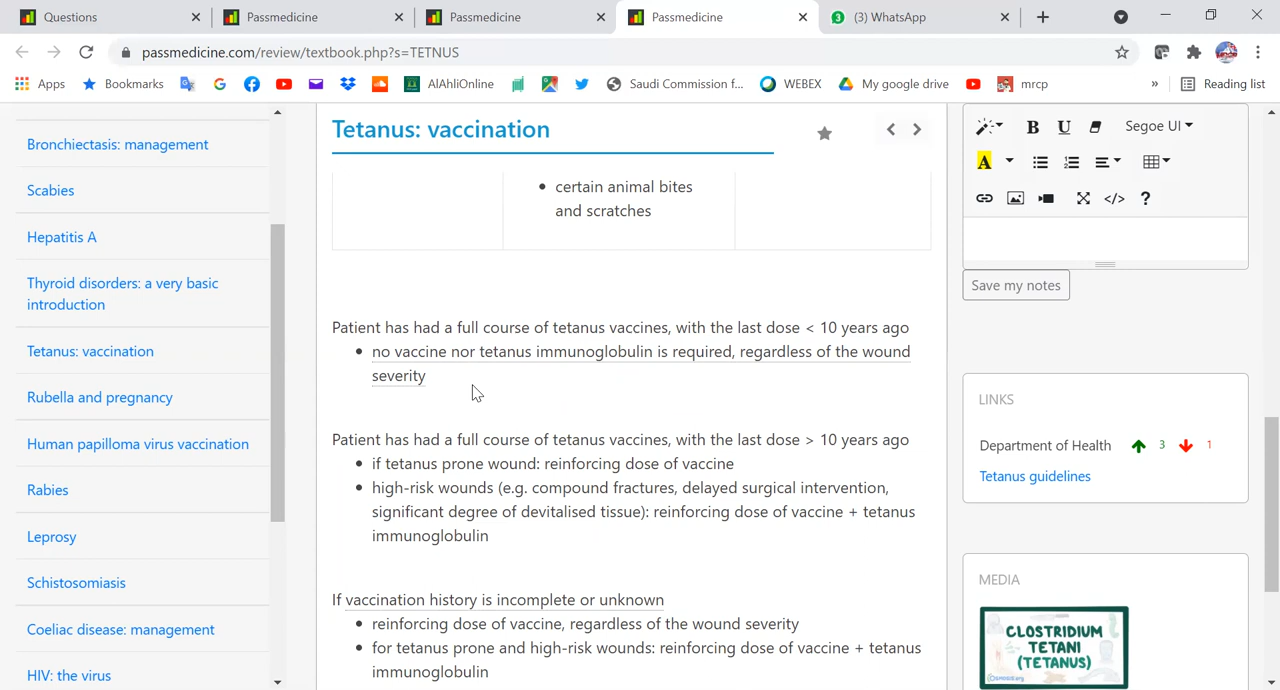 Questions
Passmedicine
Passmedicine
Passmedicine
3 (3) WhatsApp
passmedicine.com/review/textbook.php?s=TETNUS
Apps Bookmarks AlAhliOnline Saudi Commission f... WEBEX My google drive mrcp » Reading list
Bronchiectasis: management
Scabies
Hepatitis A
Thyroid disorders: a very basic
introduction
Tetanus: vaccination
Rubella and pregnancy
Human papilloma virus vaccination
Rabies
Leprosy
Schistosomiasis
Coeliac disease: management
HIV: the virus
Tetanus: vaccination
• certain animal bites
and scratches
Patient has had a full course of tetanus vaccines, with the last dose < 10 years ago
• no vaccine nor tetanus immunoglobulin is required, regardless of the wound
severity
Patient has had a full course of tetanus vaccines, with the last dose > 10 years ago
• if tetanus prone wound: reinforcing dose of vaccine
• high-risk wounds (e.g. compound fractures, delayed surgical intervention,
significant degree of devitalised tissue): reinforcing dose of vaccine + tetanus
immunoglobulin
If vaccination history is incomplete or unknown
• reinforcing dose of vaccine, regardless of the wound severity
• for tetanus prone and high-risk wounds: reinforcing dose of vaccine + tetanus
immunoglobulin
B U Segoe UI
A
</> ?
Save my notes
LINKS
Department of Health 3 1
Tetanus guidelines
MEDIA
CLOSTRIDIUM
TETANI
(TETANUS)
Osmosis.org